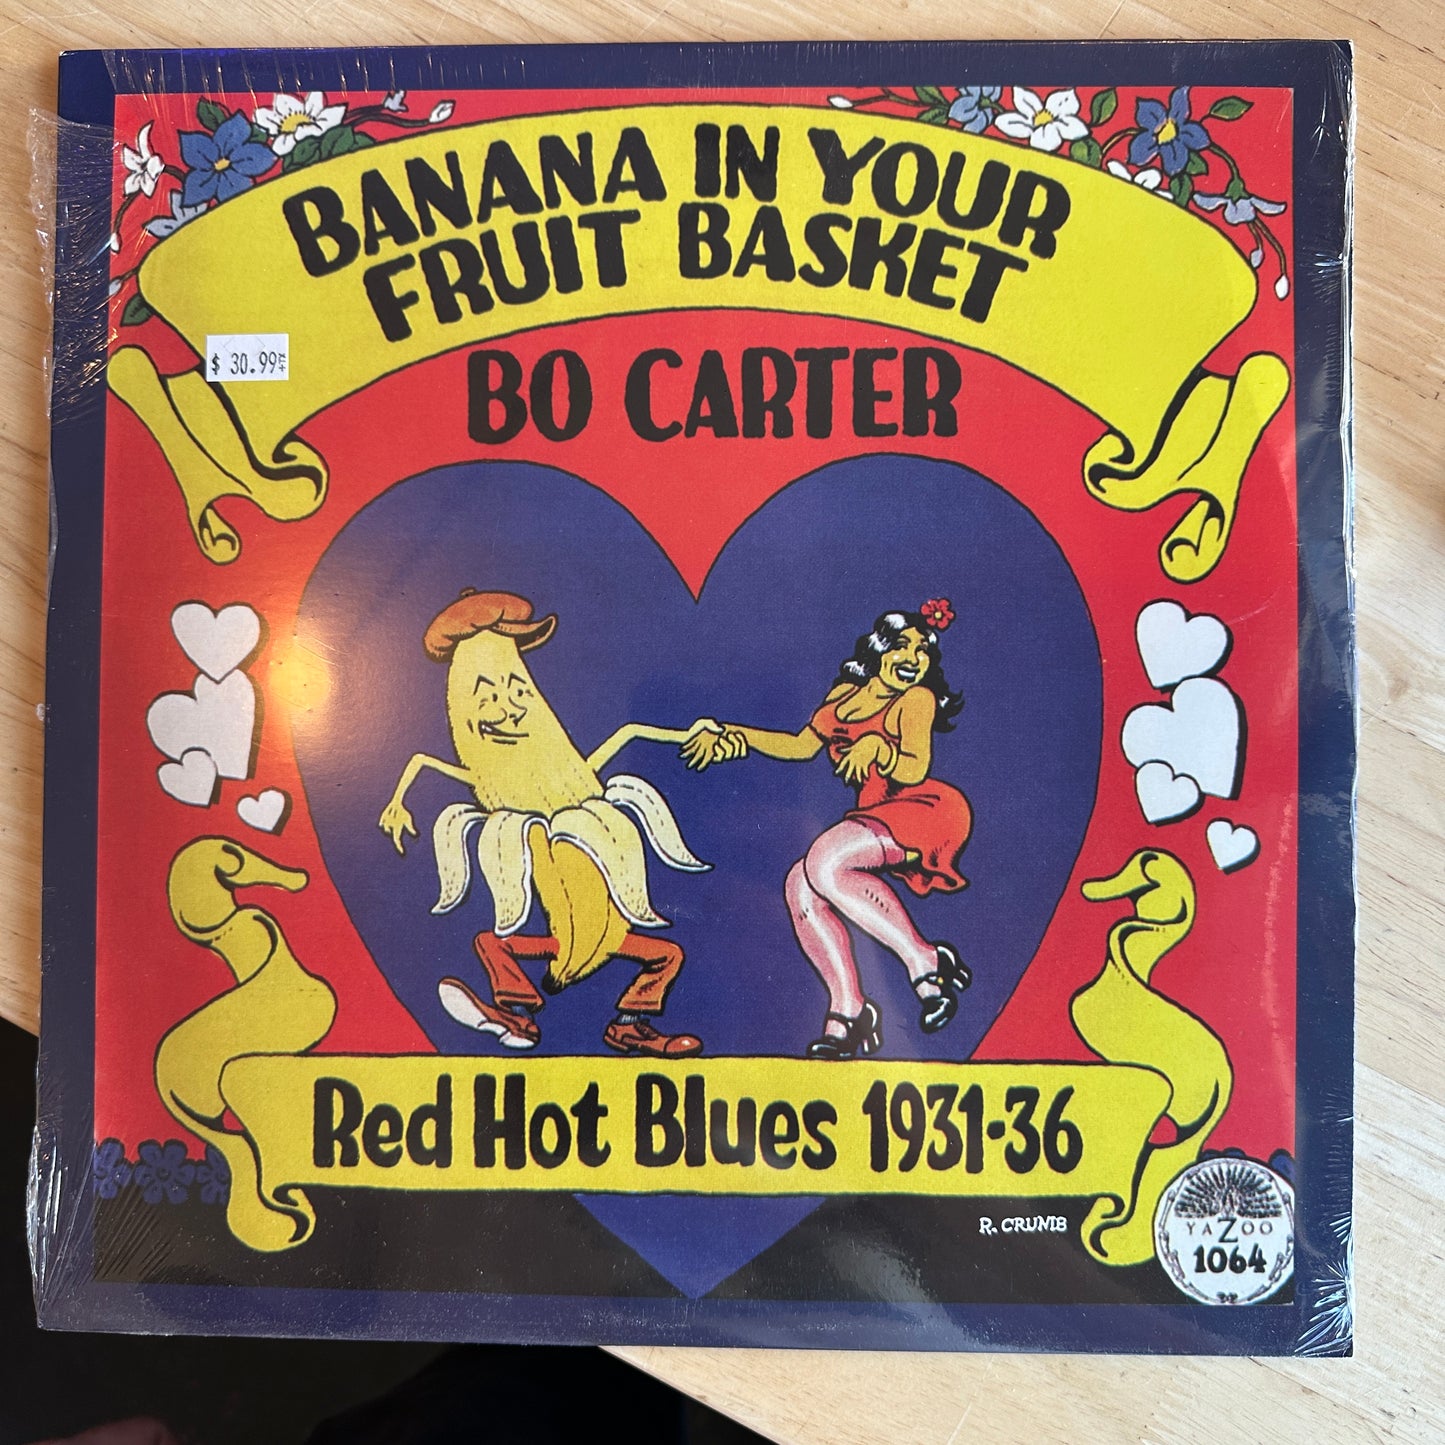 BANANA IN YOUR
FRUIT BASKET
$ 30.99
BO CARTER
Red Hot Blues 1931-36
R. CRUMB
YAZOO
1064